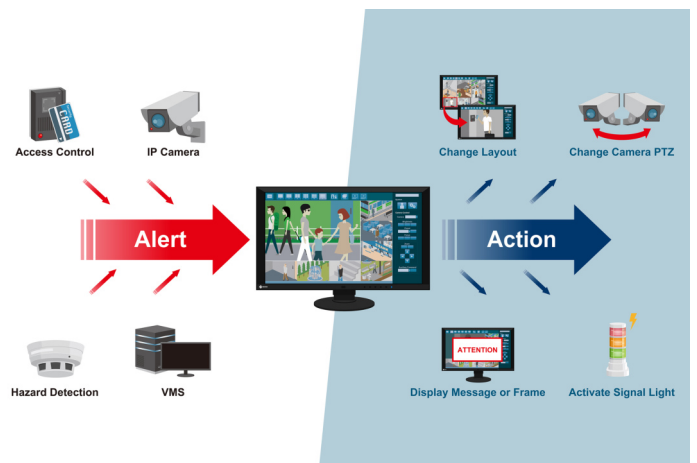 CARD
Access Control
IP Camera
Change Layout
Change Camera PTZ
Alert
Action
ATTENTION
Hazard Detection
VMS
Display Message or Frame
Activate Signal Light